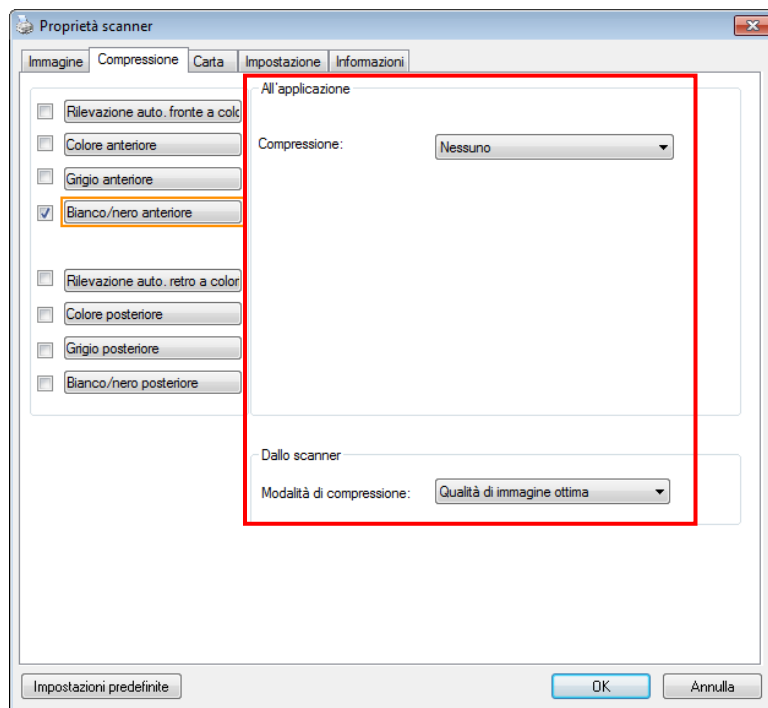 Proprietà scanner
Immagine Compressione Carta Impostazione Informazioni
Rilevazione auto. fronte a colo
Colore anteriore
Grigio anteriore
Bianco/nero anteriore
Rilevazione auto. retro a color
Colore posteriore
Grigio posteriore
Bianco/nero posteriore
All'applicazione
Compressione: Nessuno
Dallo scanner
Modalità di compressione: Qualità di immagine ottima
Impostazioni predefinite OK Annulla